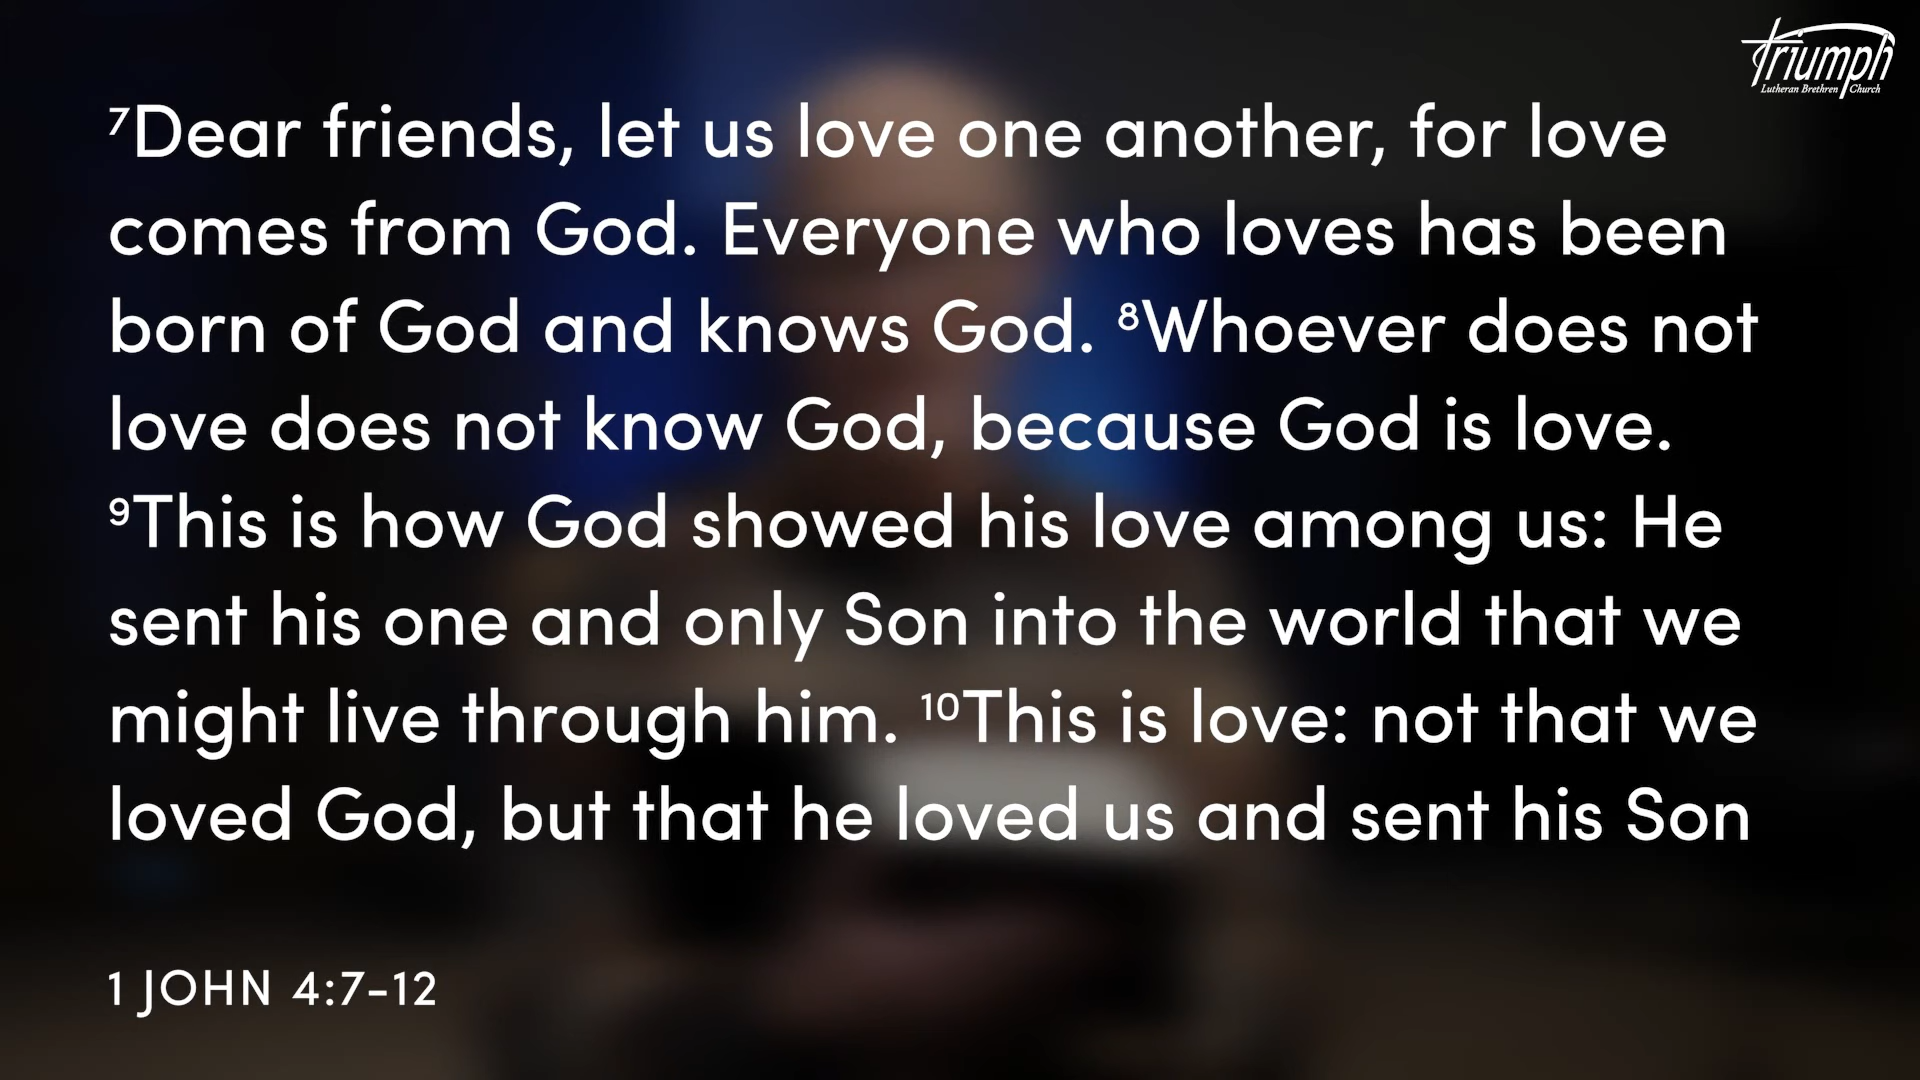 ⁷Dear friends, let us love one another, for love
comes from God. Everyone who loves has been
born of God and knows God. ⁸Whoever does not
love does not know God, because God is love.
⁹This is how God showed his love among us: He
sent his one and only Son into the world that we
might live through him. ¹⁰This is love: not that we
loved God, but that he loved us and sent his Son
1 JOHN 4:7-12
Triumph
Lutheran Brethren Church